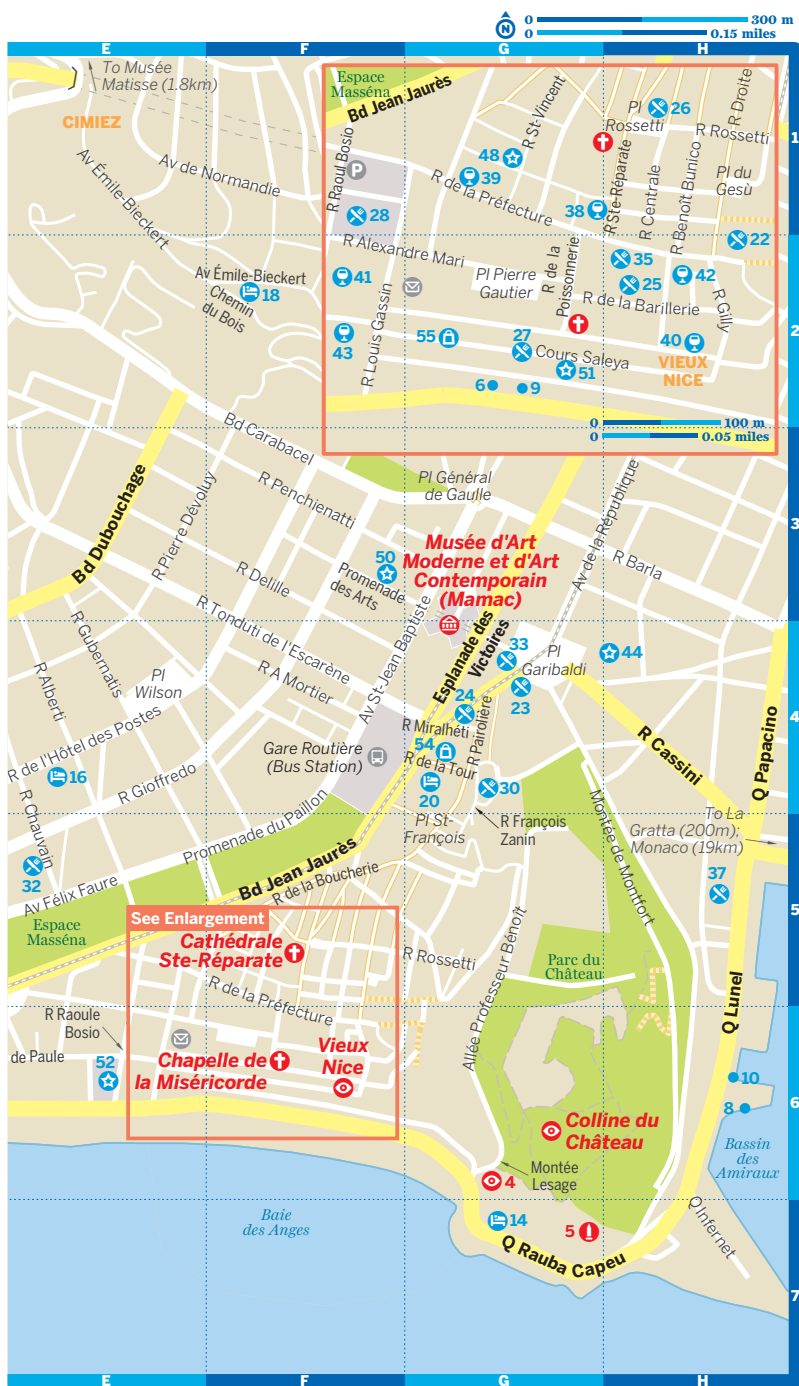 N
0 300 m
0 0.15 miles
E F G H
To Musée
Matisse (1.8km)
CIMIEZ
Av Émile-Bieckert
Av de Normandie
Av Émile-Bieckert
18
Chemin
du Bois
Espace
Masséna
Bd Jean Jaurès
R St-Vincent
Pl
Rossetti
26
R Droite
R Rossetti
1
R Raoul Bosio
P
48
39
R de la Préfecture
38
R Ste-Réparate
R Centrale
R Benoît Bunico
Pl du
Gesù
28
22
R Alexandre Mari
35
41
Pl Pierre
Gautier
R de la
Poissonnerie
25
42
R de la Barillerie
R Gilly
2
R Louis Gassin
43
55
27
Cours Saleya
40
VIEUX
NICE
51
6
9
0 100 m
0 0.05 miles
Bd Carabacel
Bd Dubouchage
R Pierre Dévoluy
R Penchienatti
Pl Général
de Gaulle
Av de la République
3
R Delille
50
Promenade
des Arts
Musée d'Art
Moderne et d'Art
Contemporain
(Mamac)
R Barla
R Tonduti de l'Escarène
Av St-Jean Baptiste
Esplanade des
Victoires
33
Pl
Garibaldi
44
R Gubernatis
R Alberti
Pl
Wilson
R A Mortier
24
23
4
R de l'Hôtel des Postes
R Miralhéti
R Pairolière
R Cassini
Q Papacino
Gare Routière
(Bus Station)
54
R de la Tour
16
R Gioffredo
20
30
R Chauvain
Promenade du Paillon
Pl St-
François
R François
Zanin
Montée de Montfort
To La
Gratta (200m);
Monaco (19km)
32
Av Félix Faure
Bd Jean Jaurès
R de la Boucherie
37
5
Espace
Masséna
See Enlargement
Cathédrale
Ste-Réparate
R Rossetti
Allée Professeur Bénoît
Parc du
Château
R de la Préfecture
Q Lunel
R Raoule
Bosio
de Paule
52
Chapelle de
la Miséricorde
Vieux
Nice
10
8
6
Colline du
Château
Bassin
des
Amiraux
Montée
Lesage
4
Baie
des Anges
14
5
Q Rauba Capeu
Q Infernet
7
E F G H